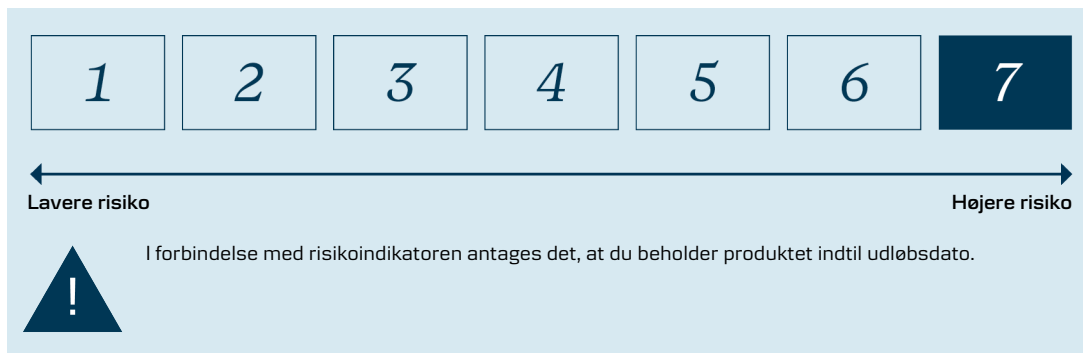 1 2 3 4 5 6 7
Lavere risiko Højere risiko
I forbindelse med risikoindikatoren antages det, at du beholder produktet indtil udløbsdato.
!